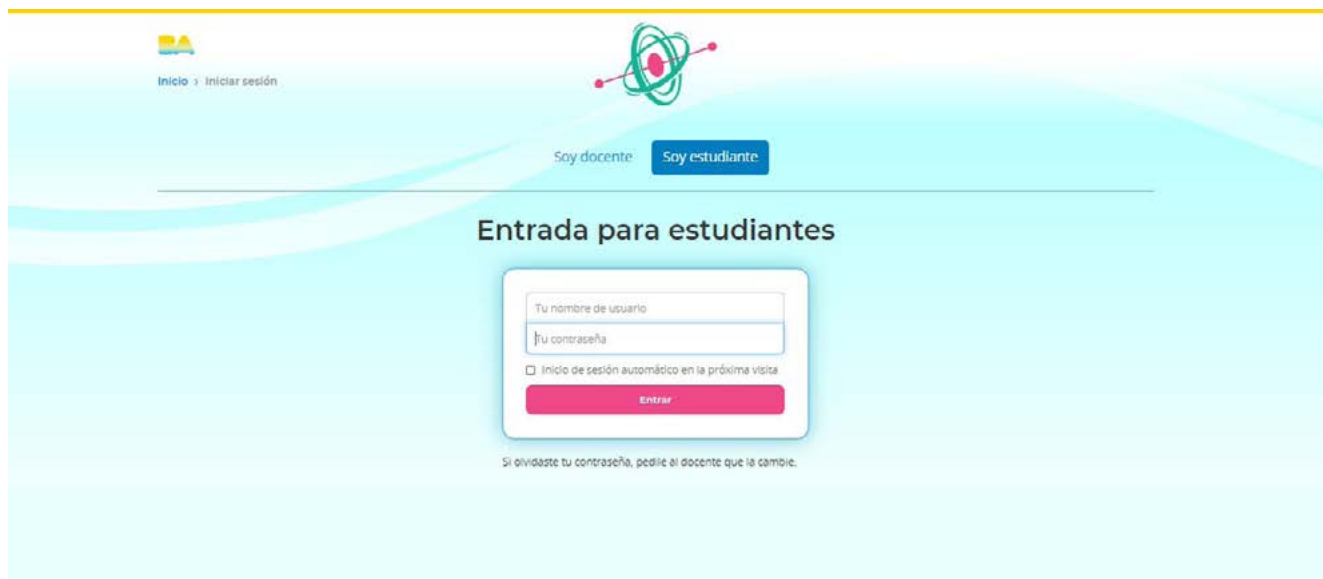 BA
Inicio > Iniciar sesión
Soy docente
Soy estudiante
Entrada para estudiantes
Tu nombre de usuario
Tu contraseña
Inicio de sesión automático en la próxima visita
Entrar
Si olvidaste tu contraseña, pedile al docente que la cambie.